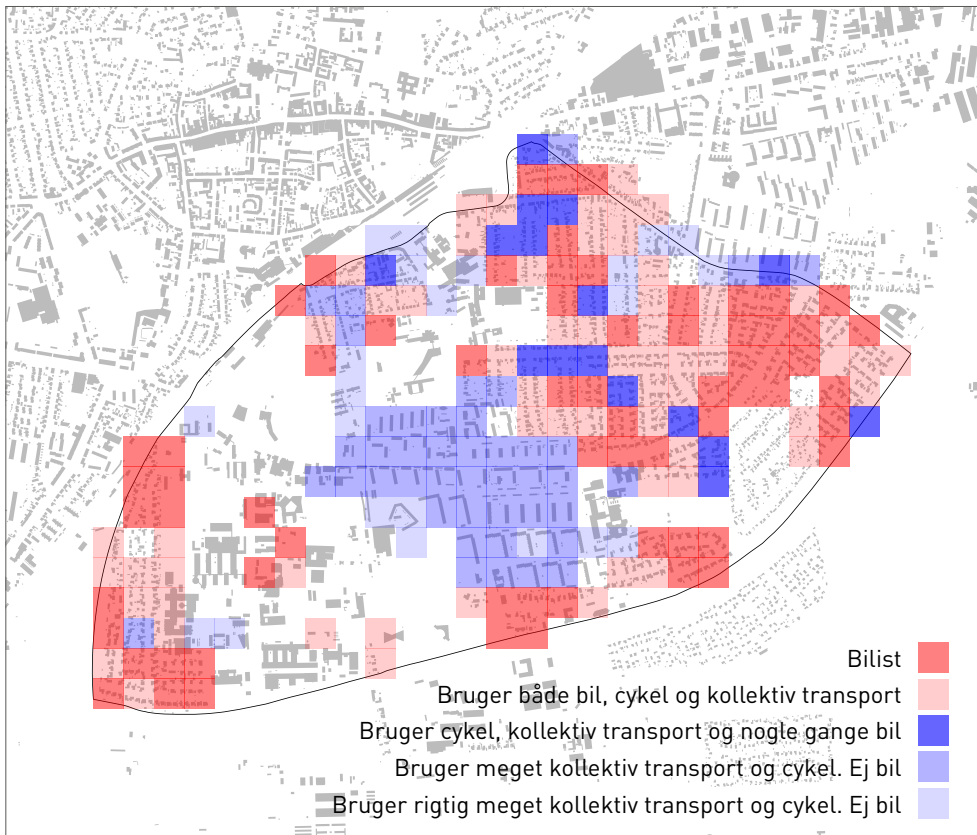 Bilist
Bruger både bil, cykel og kollektiv transport
Bruger cykel, kollektiv transport og nogle gange bil
Bruger meget kollektiv transport og cykel. Ej bil
Bruger rigtig meget kollektiv transport og cykel. Ej bil